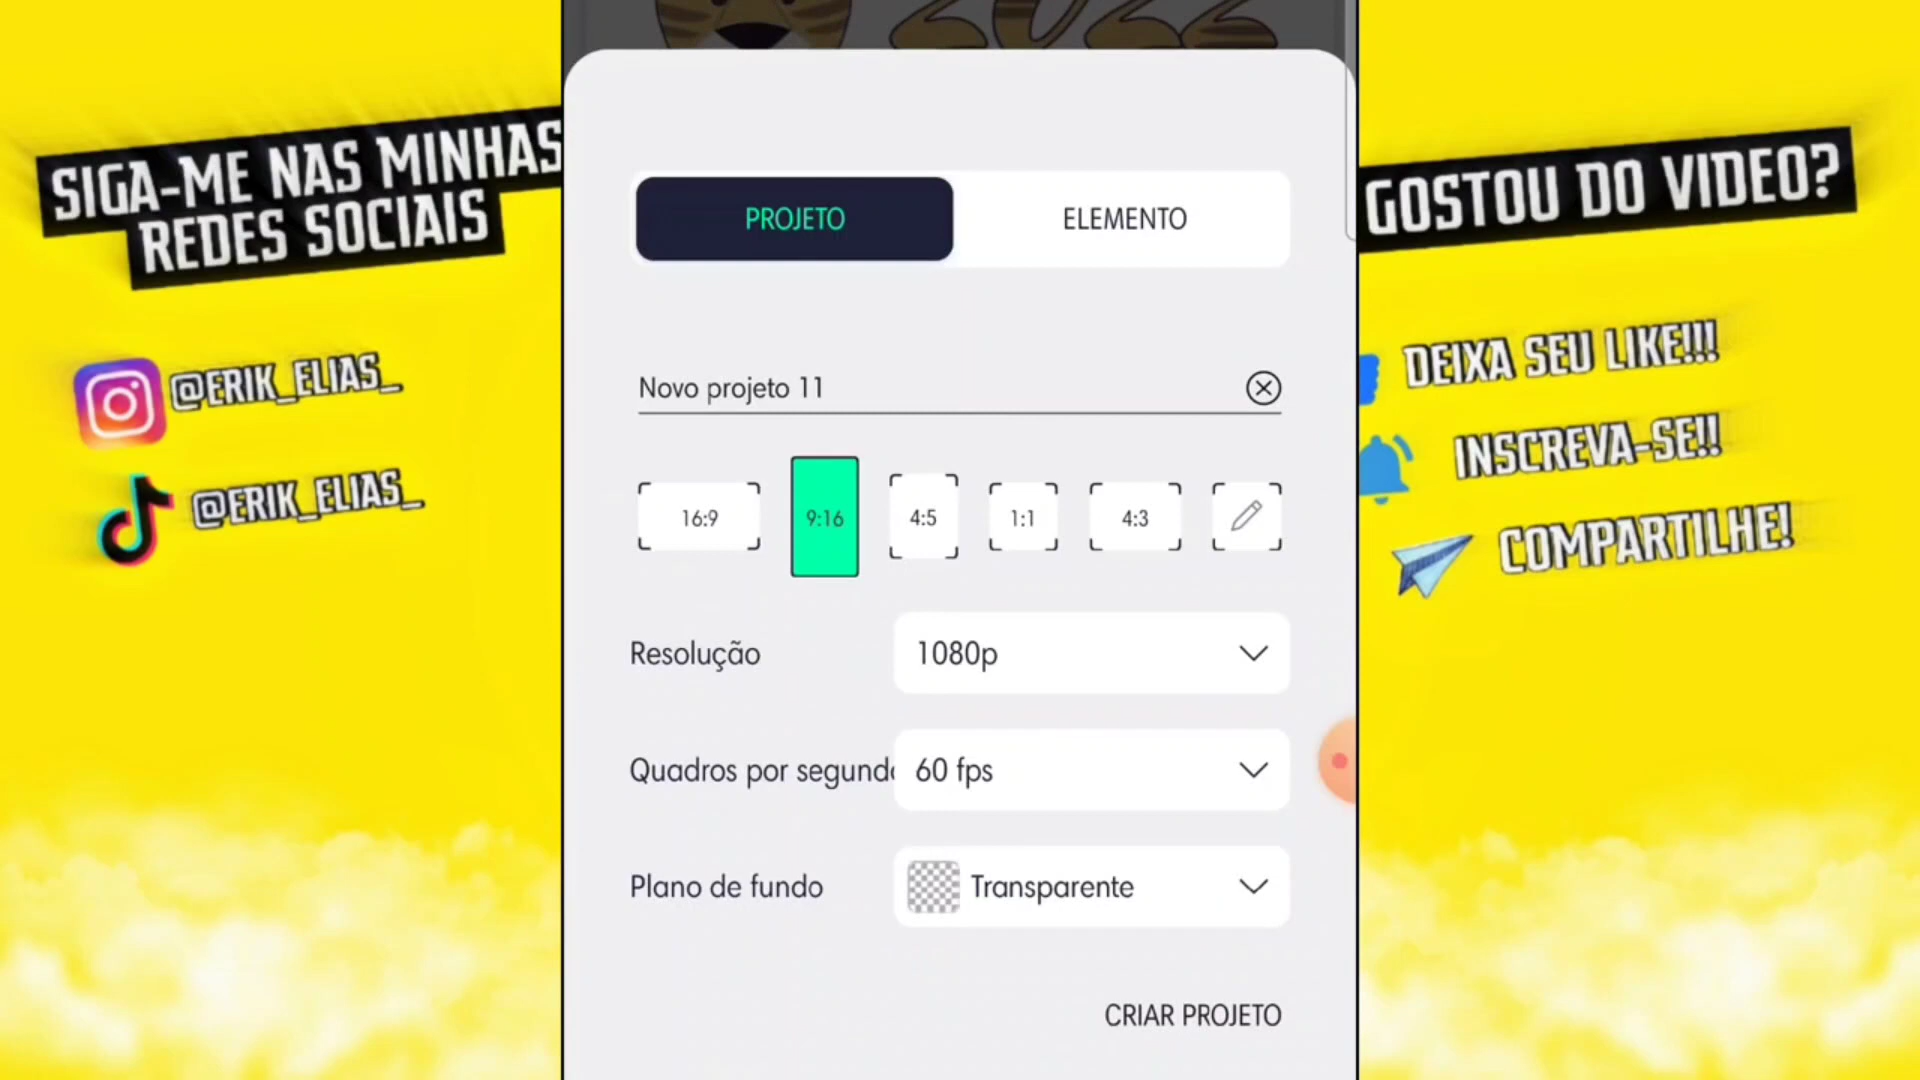 2022
SIGA-ME NAS MINHAS
REDES SOCIAIS
@ERIK_ELIAS_
@ERIK_ELIAS_
PROJETO
ELEMENTO
Novo projeto 11
16:9
9:16
4:5
1:1
4:3
Resolução
1080p
Quadros por segundo
60 fps
Plano de fundo
Transparente
CRIAR PROJETO
GOSTOU DO VIDEO?
DEIXA SEU LIKE!!!
INSCREVA-SE!!
COMPARTILHE!